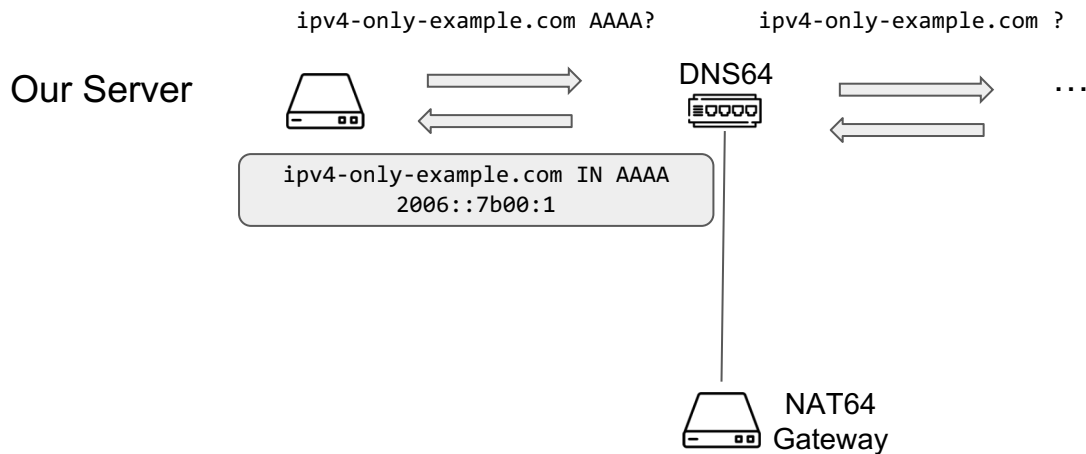 ipv4-only-example.com AAAA?
ipv4-only-example.com ?
Our Server
DNS64
...
ipv4-only-example.com IN AAAA
2006::7b00:1
NAT64
Gateway